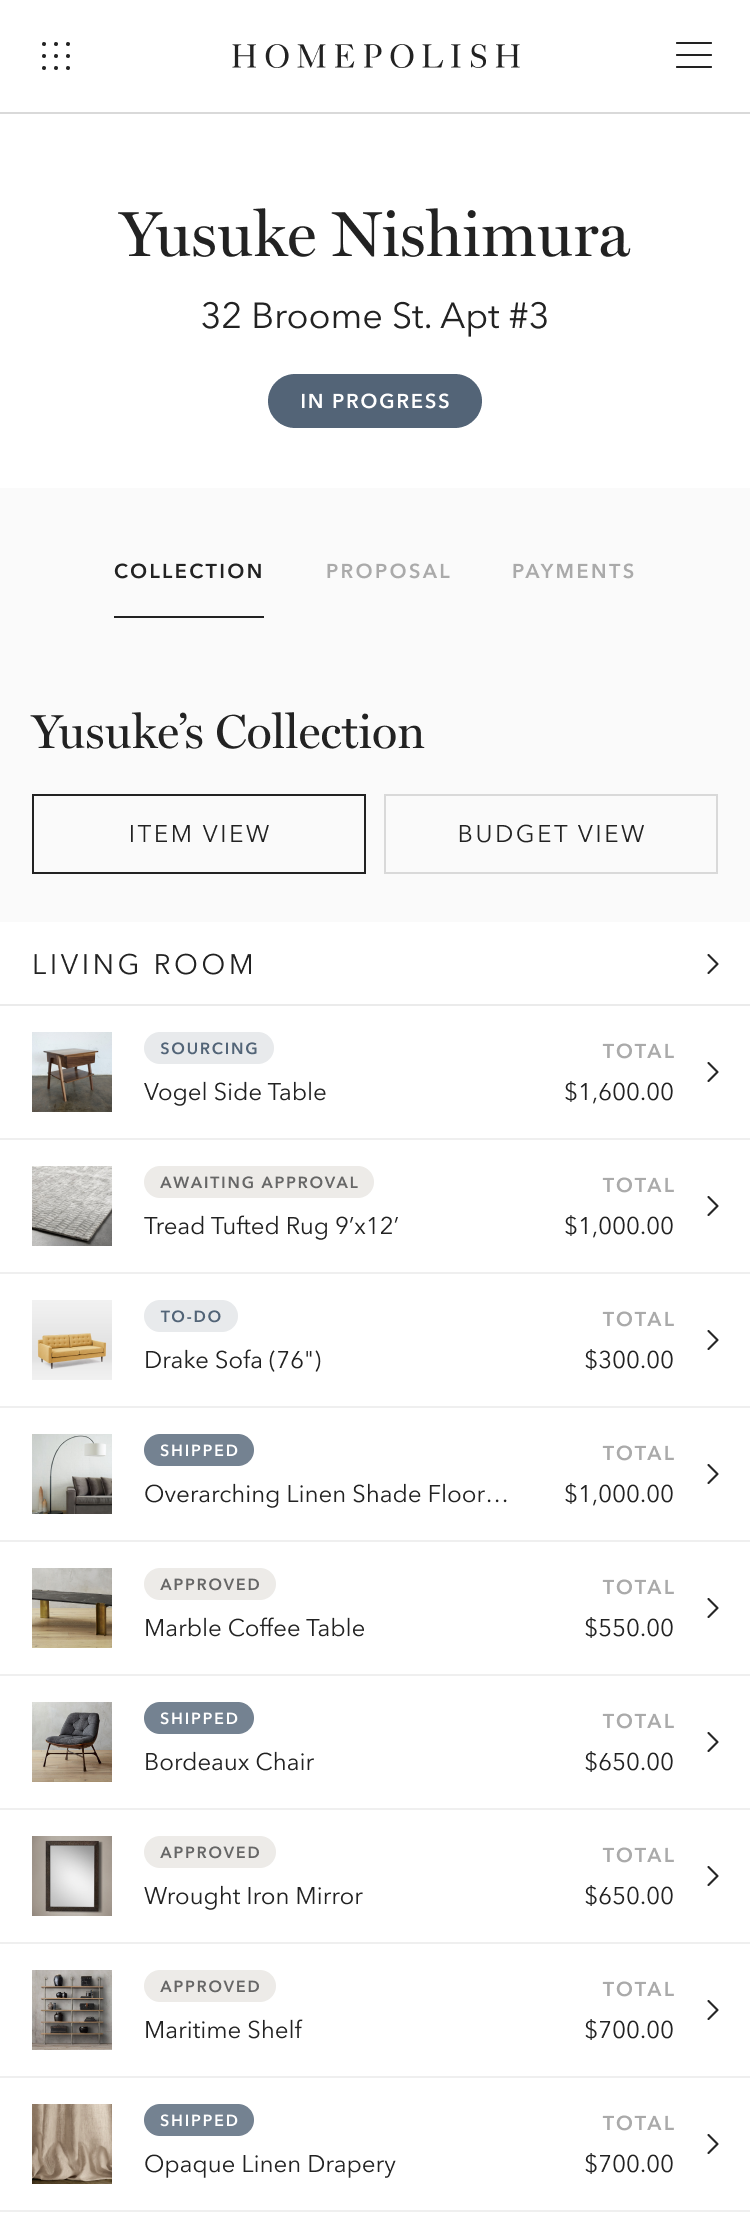 HOMEPOLISH
Yusuke Nishimura
32 Broome St. Apt #3
IN PROGRESS
COLLECTION PROPOSAL PAYMENTS
Yusuke’s Collection
ITEM VIEW BUDGET VIEW
LIVING ROOM
SOURCING TOTAL
Vogel Side Table $1,600.00
AWAITING APPROVAL TOTAL
Tread Tufted Rug 9’x12’ $1,000.00
TO-DO TOTAL
Drake Sofa (76") $300.00
SHIPPED TOTAL
Overarching Linen Shade Floor… $1,000.00
APPROVED TOTAL
Marble Coffee Table $550.00
SHIPPED TOTAL
Bordeaux Chair $650.00
APPROVED TOTAL
Wrought Iron Mirror $650.00
APPROVED TOTAL
Maritime Shelf $700.00
SHIPPED TOTAL
Opaque Linen Drapery $700.00